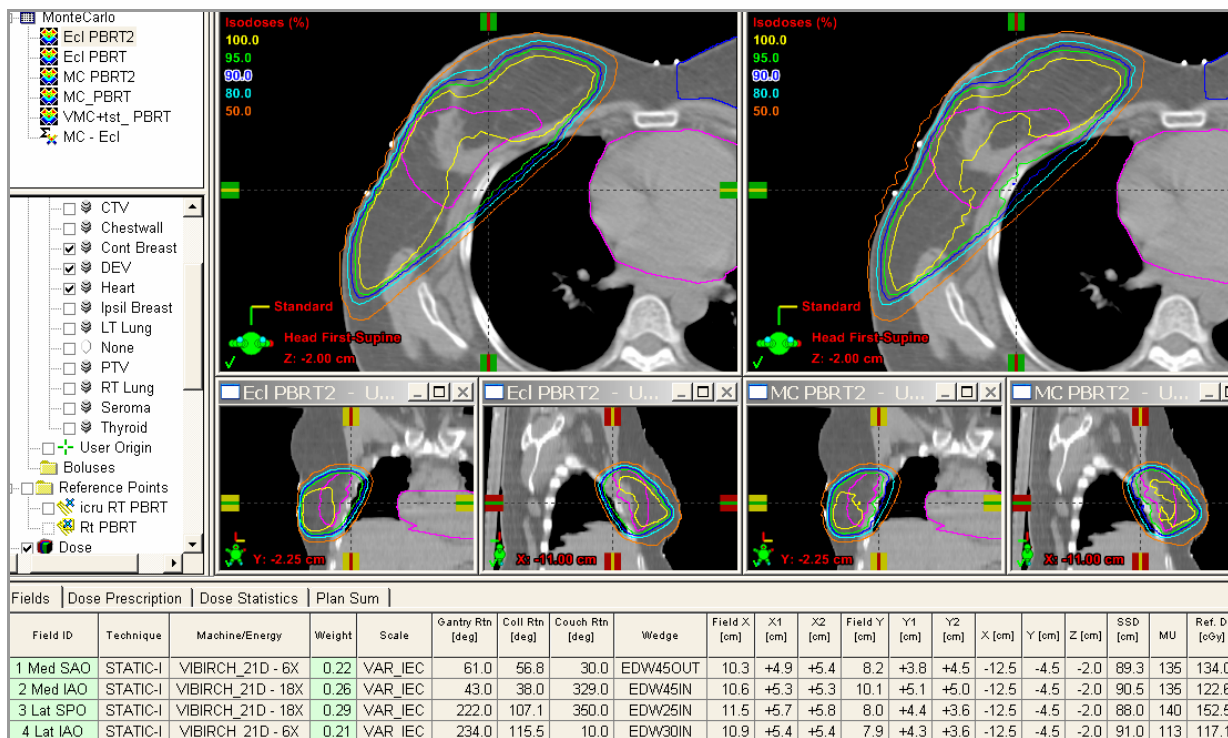 MonteCarlo
Ecl PBRT2
Ecl PBRT
MC PBRT2
MC_PBRT
VMC+tst_ PBRT
MC - Ecl
CTV
Chestwall
Cont Breast
DEV
Heart
Ipsil Breast
LT Lung
None
PTV
RT Lung
Seroma
Thyroid
User Origin
Boluses
Reference Points
icru RT PBRT
Rt PBRT
Dose
Isodoses (%)
100.0
95.0
90.0
80.0
50.0
Standard
Head First-Supine
Z: -2.00 cm
Isodoses (%)
100.0
95.0
90.0
80.0
50.0
Standard
Head First-Supine
Z: -2.00 cm
Ecl PBRT2 - U...
Y: -2.25 cm
Ecl PBRT2 - U...
X: -11.00 cm
MC PBRT2 - U...
Y: -2.25 cm
MC PBRT2 - U...
X: -11.00 cm
Fields Dose Prescription Dose Statistics Plan Sum
Field ID Technique Machine/Energy Weight Scale Gantry Rtn [deg] Coll Rtn [deg] Couch Rtn [deg] Wedge Field X [cm] X1 [cm] X2 [cm] Field Y [cm] Y1 [cm] Y2 [cm] X [cm] Y [cm] Z [cm] SSD [cm] MU Ref. D [cGy]
1 Med SAO STATIC-I VIBIRCH_21D - 6X 0.22 VAR_IEC 61.0 56.8 30.0 EDW45OUT 10.3 +4.9 +5.4 8.2 +3.8 +4.5 -12.5 -4.5 -2.0 89.3 135 134.0
2 Med IAO STATIC-I VIBIRCH_21D - 18X 0.26 VAR_IEC 43.0 38.0 329.0 EDW45IN 10.6 +5.3 +5.3 10.1 +5.1 +5.0 -12.5 -4.5 -2.0 90.5 135 122.9
3 Lat SPO STATIC-I VIBIRCH_21D - 18X 0.29 VAR_IEC 222.0 107.1 350.0 EDW25IN 11.5 +5.7 +5.8 8.0 +4.4 +3.6 -12.5 -4.5 -2.0 88.0 140 152.5
4 Lat IAO STATIC-I VIBIRCH_21D - 6X 0.21 VAR_IEC 234.0 115.5 10.0 EDW30IN 10.9 +5.4 +5.4 7.9 +4.3 +3.6 -12.5 -4.5 -2.0 91.0 113